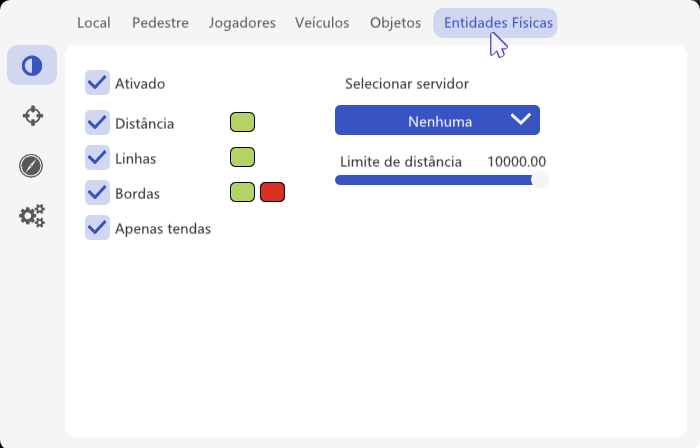 Local Pedestre Jogadores Veículos Objetos Entidades Físicas
Ativado
Selecionar servidor
Distância
Nenhuma
Linhas
Limite de distância 10000.00
Bordas
Apenas tendas